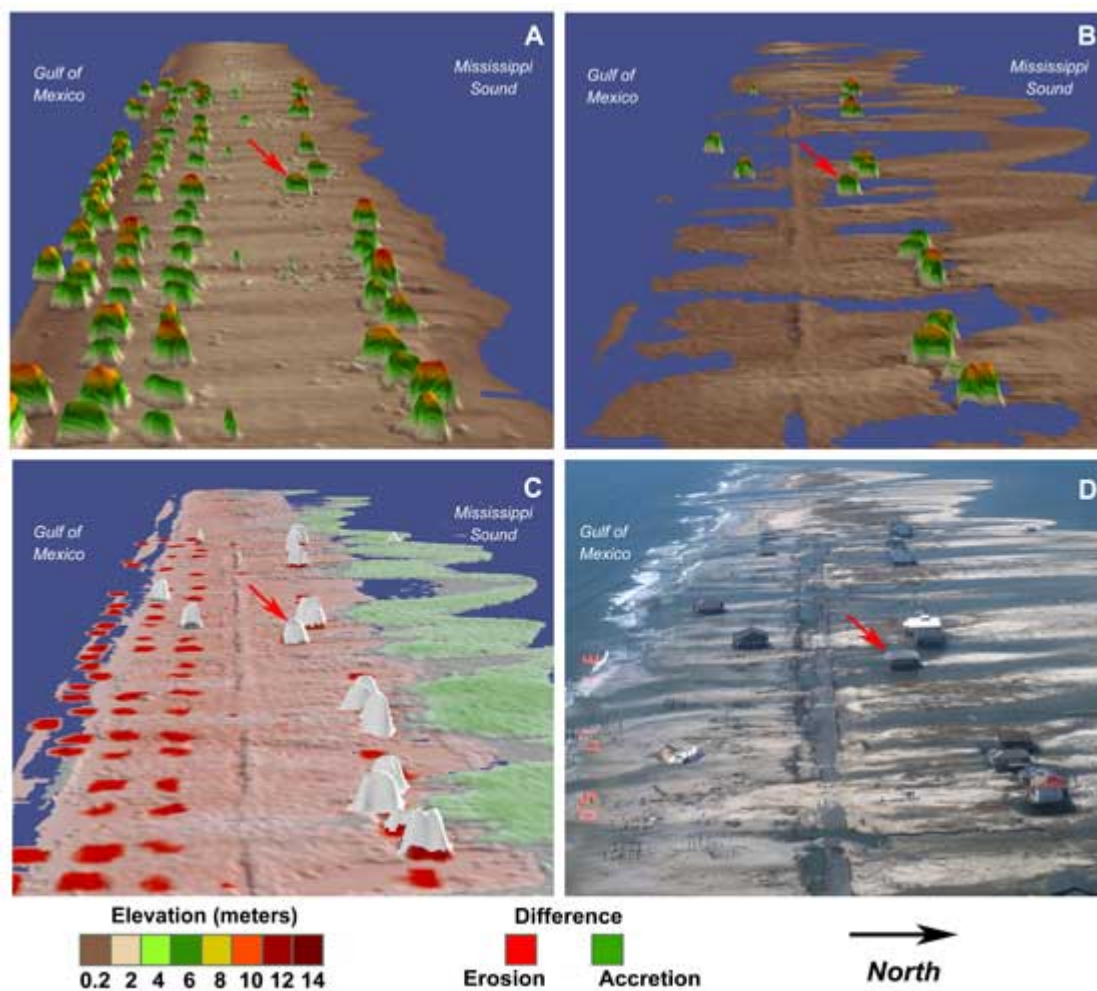 A
Gulf of
Mexico
Mississippi
Sound
B
Gulf of
Mexico
Mississippi
Sound
C
Gulf of
Mexico
Mississippi
Sound
D
Gulf of
Mexico
Elevation (meters)
0.2 2 4 6 8 10 12 14
Difference
Erosion Accretion
North